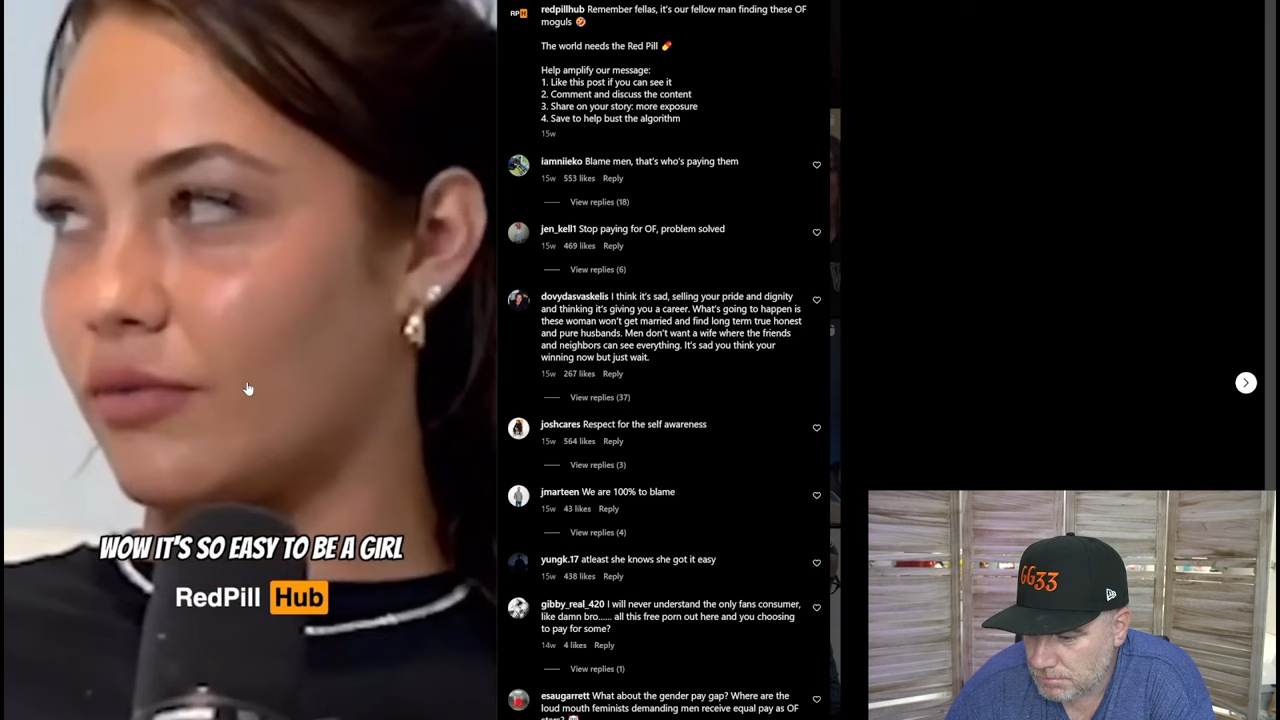 WOW IT'S SO EASY TO BE A GIRL
RedPill Hub
RPH
redpillhub Remember fellas, it's our fellow man finding these OF
moguls 🤣
The world needs the Red Pill 💊
Help amplify our message:
1. Like this post if you can see it
2. Comment and discuss the content
3. Share on your story: more exposure
4. Save to help bust the algorithm
15w
iamniieko Blame men, that's who's paying them
15w 553 likes Reply
View replies (18)
jen_kell1 Stop paying for OF, problem solved
15w 469 likes Reply
View replies (6)
dovydasvaskelis I think it's sad, selling your pride and dignity
and thinking it's giving you a career. What's going to happen is
these woman won't get married and find long term true honest
and pure husbands. Men don't want a wife where the friends
and neighbors can see everything. It's sad you think your
winning now but just wait.
15w 267 likes Reply
View replies (37)
joshcares Respect for the self awareness
15w 564 likes Reply
View replies (3)
jmarteen We are 100% to blame
15w 43 likes Reply
View replies (4)
yungk.17 atleast she knows she got it easy
15w 438 likes Reply
gibby_real_420 I will never understand the only fans consumer,
like damn bro...... all this free porn out here and you choosing
to pay for some?
14w 4 likes Reply
View replies (1)
esaugarrett What about the gender pay gap? Where are the
loud mouth feminists demanding men receive equal pay as OF
GG33